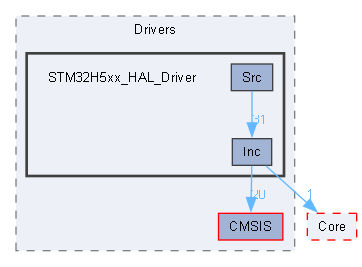 Drivers
STM32H5xx_HAL_Driver
Src
31
Inc
20
1
CMSIS
Core